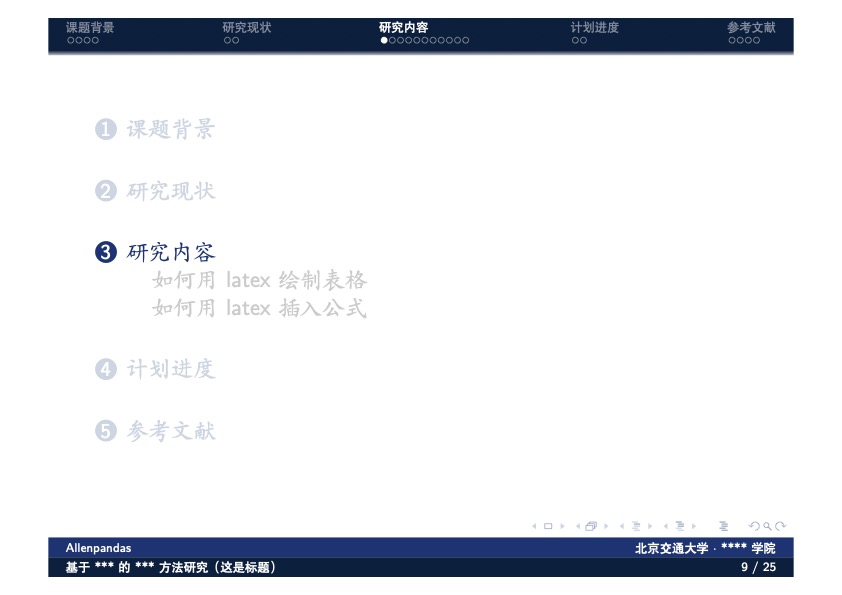 课题背景 研究现状 研究内容 计划进度 参考文献
1 课题背景
2 研究现状
3 研究内容
如何用 latex 绘制表格
如何用 latex 插入公式
4 计划进度
5 参考文献
Allenpandas 北京交通大学 · **** 学院
基于 *** 的 *** 方法研究（这是标题） 9 / 25